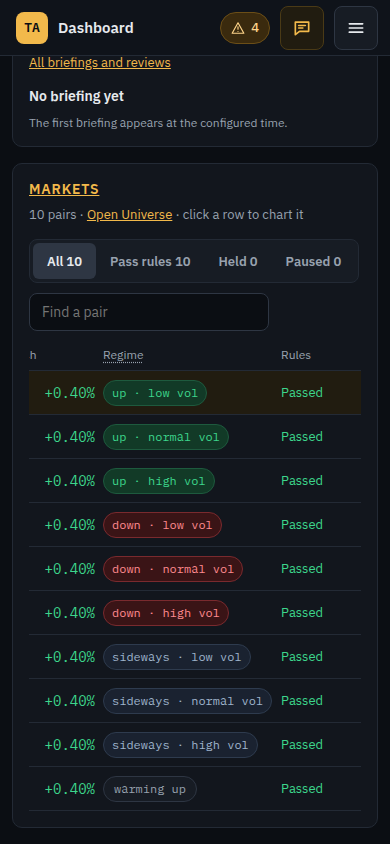 TA Dashboard 4
All briefings and reviews
No briefing yet
The first briefing appears at the configured time.
MARKETS
10 pairs · Open Universe · click a row to chart it
All 10 Pass rules 10 Held 0 Paused 0
Find a pair
h Regime Rules
+0.40% up · low vol Passed
+0.40% up · normal vol Passed
+0.40% up · high vol Passed
+0.40% down · low vol Passed
+0.40% down · normal vol Passed
+0.40% down · high vol Passed
+0.40% sideways · low vol Passed
+0.40% sideways · normal vol Passed
+0.40% sideways · high vol Passed
+0.40% warming up Passed